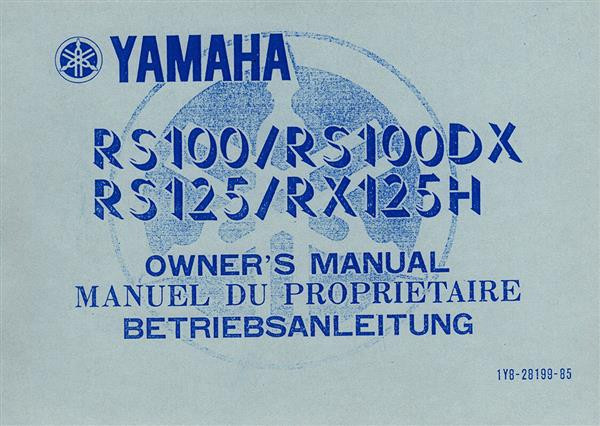 YAMAHA
RS100/RS100DX
RS125/RX125H
OWNER'S MANUAL
MANUEL DU PROPRIETAIRE
BETRIEBSANLEITUNG
1Y8-28199-85